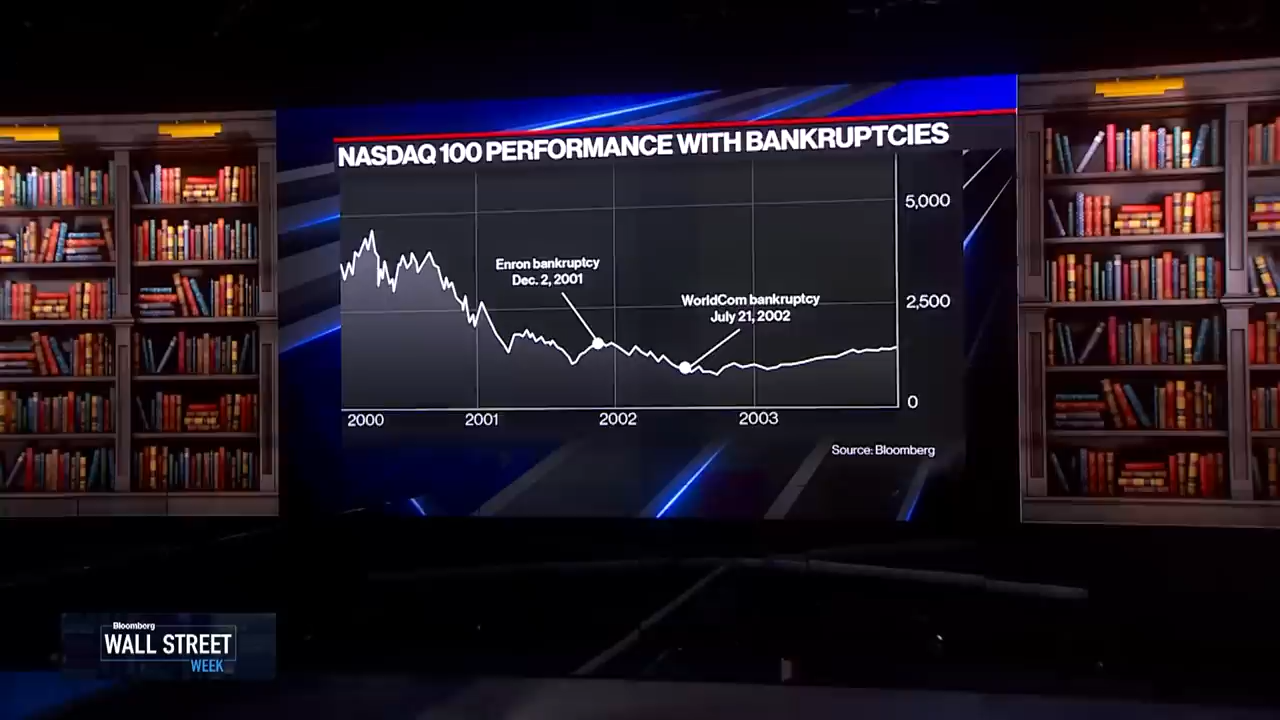 NASDAQ 100 PERFORMANCE WITH BANKRUPTCIES
5,000
Enron bankruptcy
Dec. 2, 2001
WorldCom bankruptcy
July 21, 2002
2,500
0
2000
2001
2002
2003
Source: Bloomberg
Bloomberg
WALL STREET
WEEK